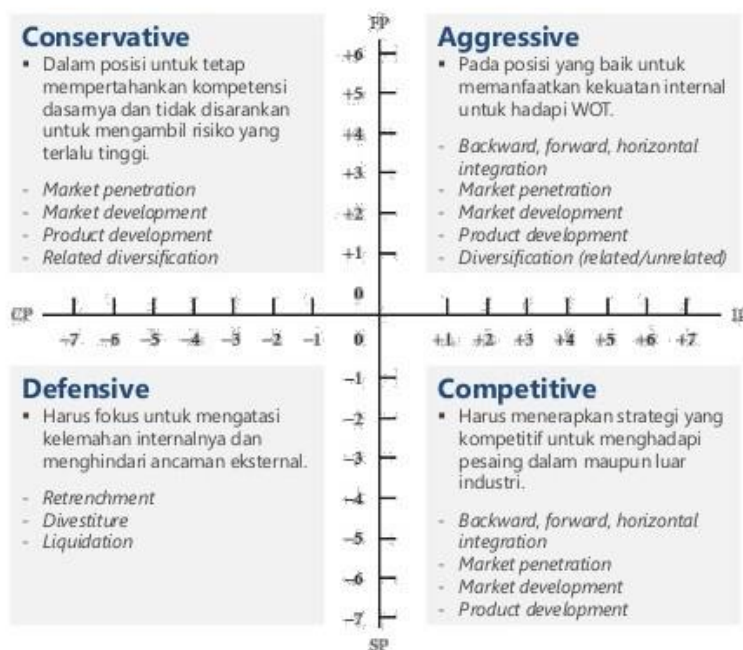 FP
Conservative
▪ Dalam posisi untuk tetap
mempertahankan kompetensi
dasarnya dan tidak disarankan
untuk mengambil risiko yang
terlalu tinggi.
- Market penetration
- Market development
- Product development
- Related diversification
Aggressive
▪ Pada posisi yang baik untuk
memanfaatkan kekuatan internal
untuk hadapi WOT.
- Backward, forward, horizontal
integration
- Market penetration
- Market development
- Product development
- Diversification (related/unrelated)
+6
+5
+4
+3
+2
+1
0
CP
IP
-7 -6 -5 -4 -3 -2 -1 0 +1 +2 +3 +4 +5 +6 +7
Defensive
▪ Harus fokus untuk mengatasi
kelemahan internalnya dan
menghindari ancaman eksternal.
- Retrenchment
- Divestiture
- Liquidation
Competitive
▪ Harus menerapkan strategi yang
kompetitif untuk menghadapi
pesaing dalam maupun luar
industri.
- Backward, forward, horizontal
integration
- Market penetration
- Market development
- Product development
-1
-2
-3
-4
-5
-6
-7
SP